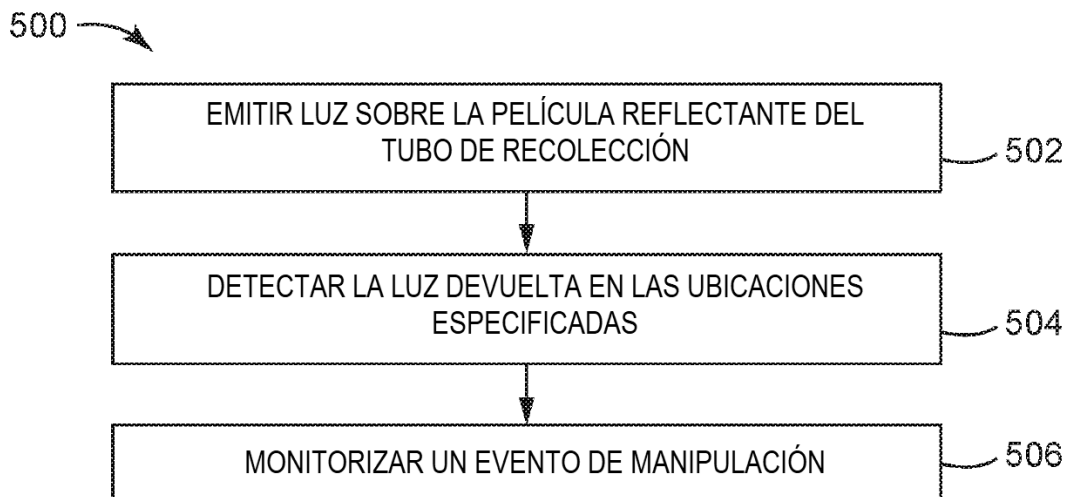 500
EMITIR LUZ SOBRE LA PELÍCULA REFLECTANTE DEL
TUBO DE RECOLECCIÓN
502
DETECTAR LA LUZ DEVUELTA EN LAS UBICACIONES
ESPECIFICADAS
504
MONITORIZAR UN EVENTO DE MANIPULACIÓN
506